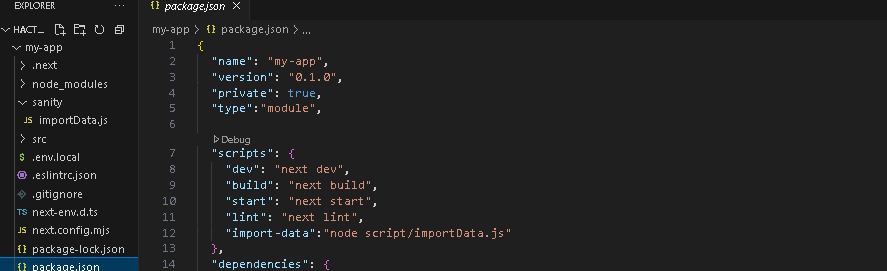 EXPLORER
···
HACT...
my-app
.next
node_modules
sanity
JS importData.js
src
$ .env.local
.eslintrc.json
.gitignore
TS next-env.d.ts
JS next.config.mjs
{} package-lock.json
{} package.json
{} package.json ×
my-app > {} package.json > ...
1 {
2 "name": "my-app",
3 "version": "0.1.0",
4 "private": true,
5 "type":"module",
6
Debug
7 "scripts": {
8 "dev": "next dev",
9 "build": "next build",
10 "start": "next start",
11 "lint": "next lint",
12 "import-data":"node script/importData.js"
13 },
14 "dependencies": {